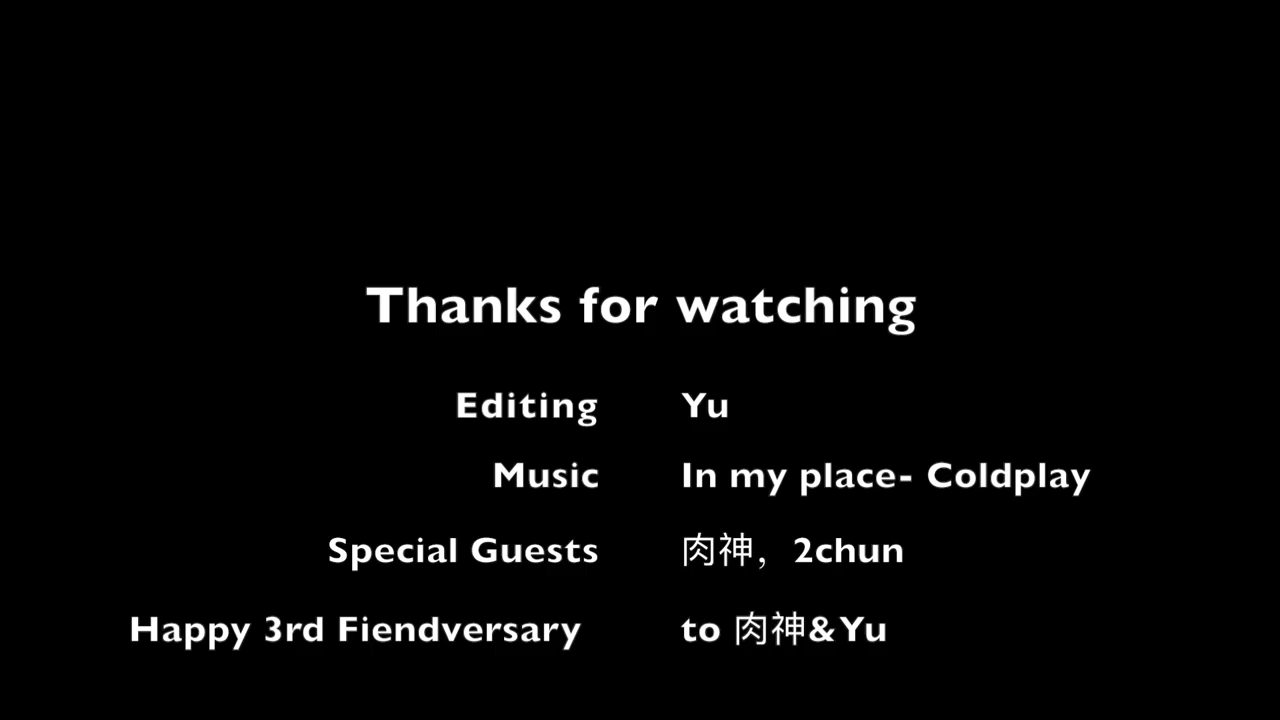 Thanks for watching
Editing Yu
Music In my place- Coldplay
Special Guests 肉神，2chun
Happy 3rd Fiendversary to 肉神&Yu